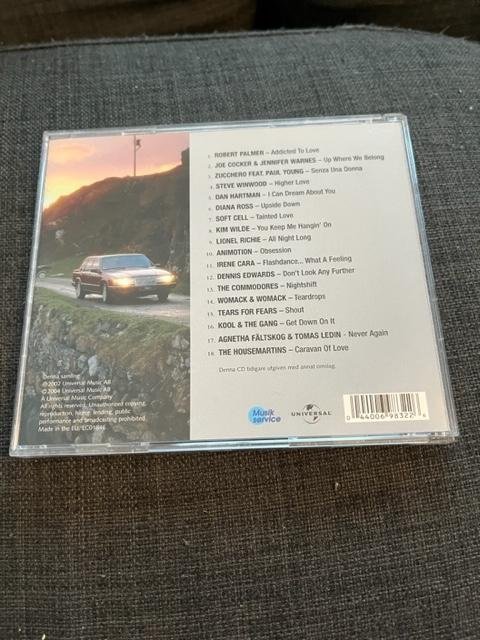 1. ROBERT PALMER – Addicted To Love
2. JOE COCKER & JENNIFER WARNES – Up Where We Belong
3. ZUCCHERO FEAT. PAUL YOUNG – Senza Una Donna
4. STEVE WINWOOD – Higher Love
5. DAN HARTMAN – I Can Dream About You
6. DIANA ROSS – Upside Down
7. SOFT CELL – Tainted Love
8. KIM WILDE – You Keep Me Hangin' On
9. LIONEL RICHIE – All Night Long
10. ANIMOTION – Obsession
11. IRENE CARA – Flashdance... What A Feeling
12. DENNIS EDWARDS – Don't Look Any Further
13. THE COMMODORES – Nightshift
14. WOMACK & WOMACK – Teardrops
15. TEARS FOR FEARS – Shout
16. KOOL & THE GANG – Get Down On It
17. AGNETHA FÄLTSKOG & TOMAS LEDIN - Never Again
18. THE HOUSEMARTINS – Caravan Of Love
Denna CD tidigare utgiven med annat omslag.
Denna samling:
℗2002 Universal Music AB
©2004 Universal Music AB
A Universal Music Company
All rights reserved. Unauthorized copying,
reproduction, hiring, lending, public
performance and broadcasting prohibited.
Made in the EU.
Musik
service
UNIVERSAL
0 44006 98322 6